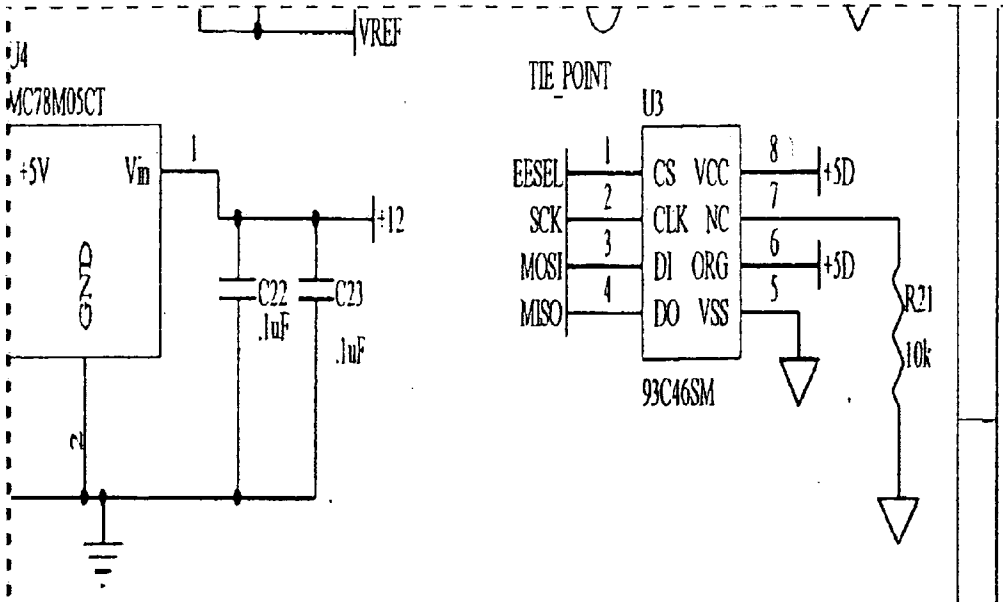 VREF
U4
MC78M05CT
+5V
Vin
1
GND
2
+12
C22
.1uF
C23
.1uF
TIE_POINT
U3
EESEL 1 CS VCC 8 +5D
SCK 2 CLK NC 7
MOSI 3 DI ORG 6 +5D
MISO 4 DO VSS 5
93C46SM
R21
10k